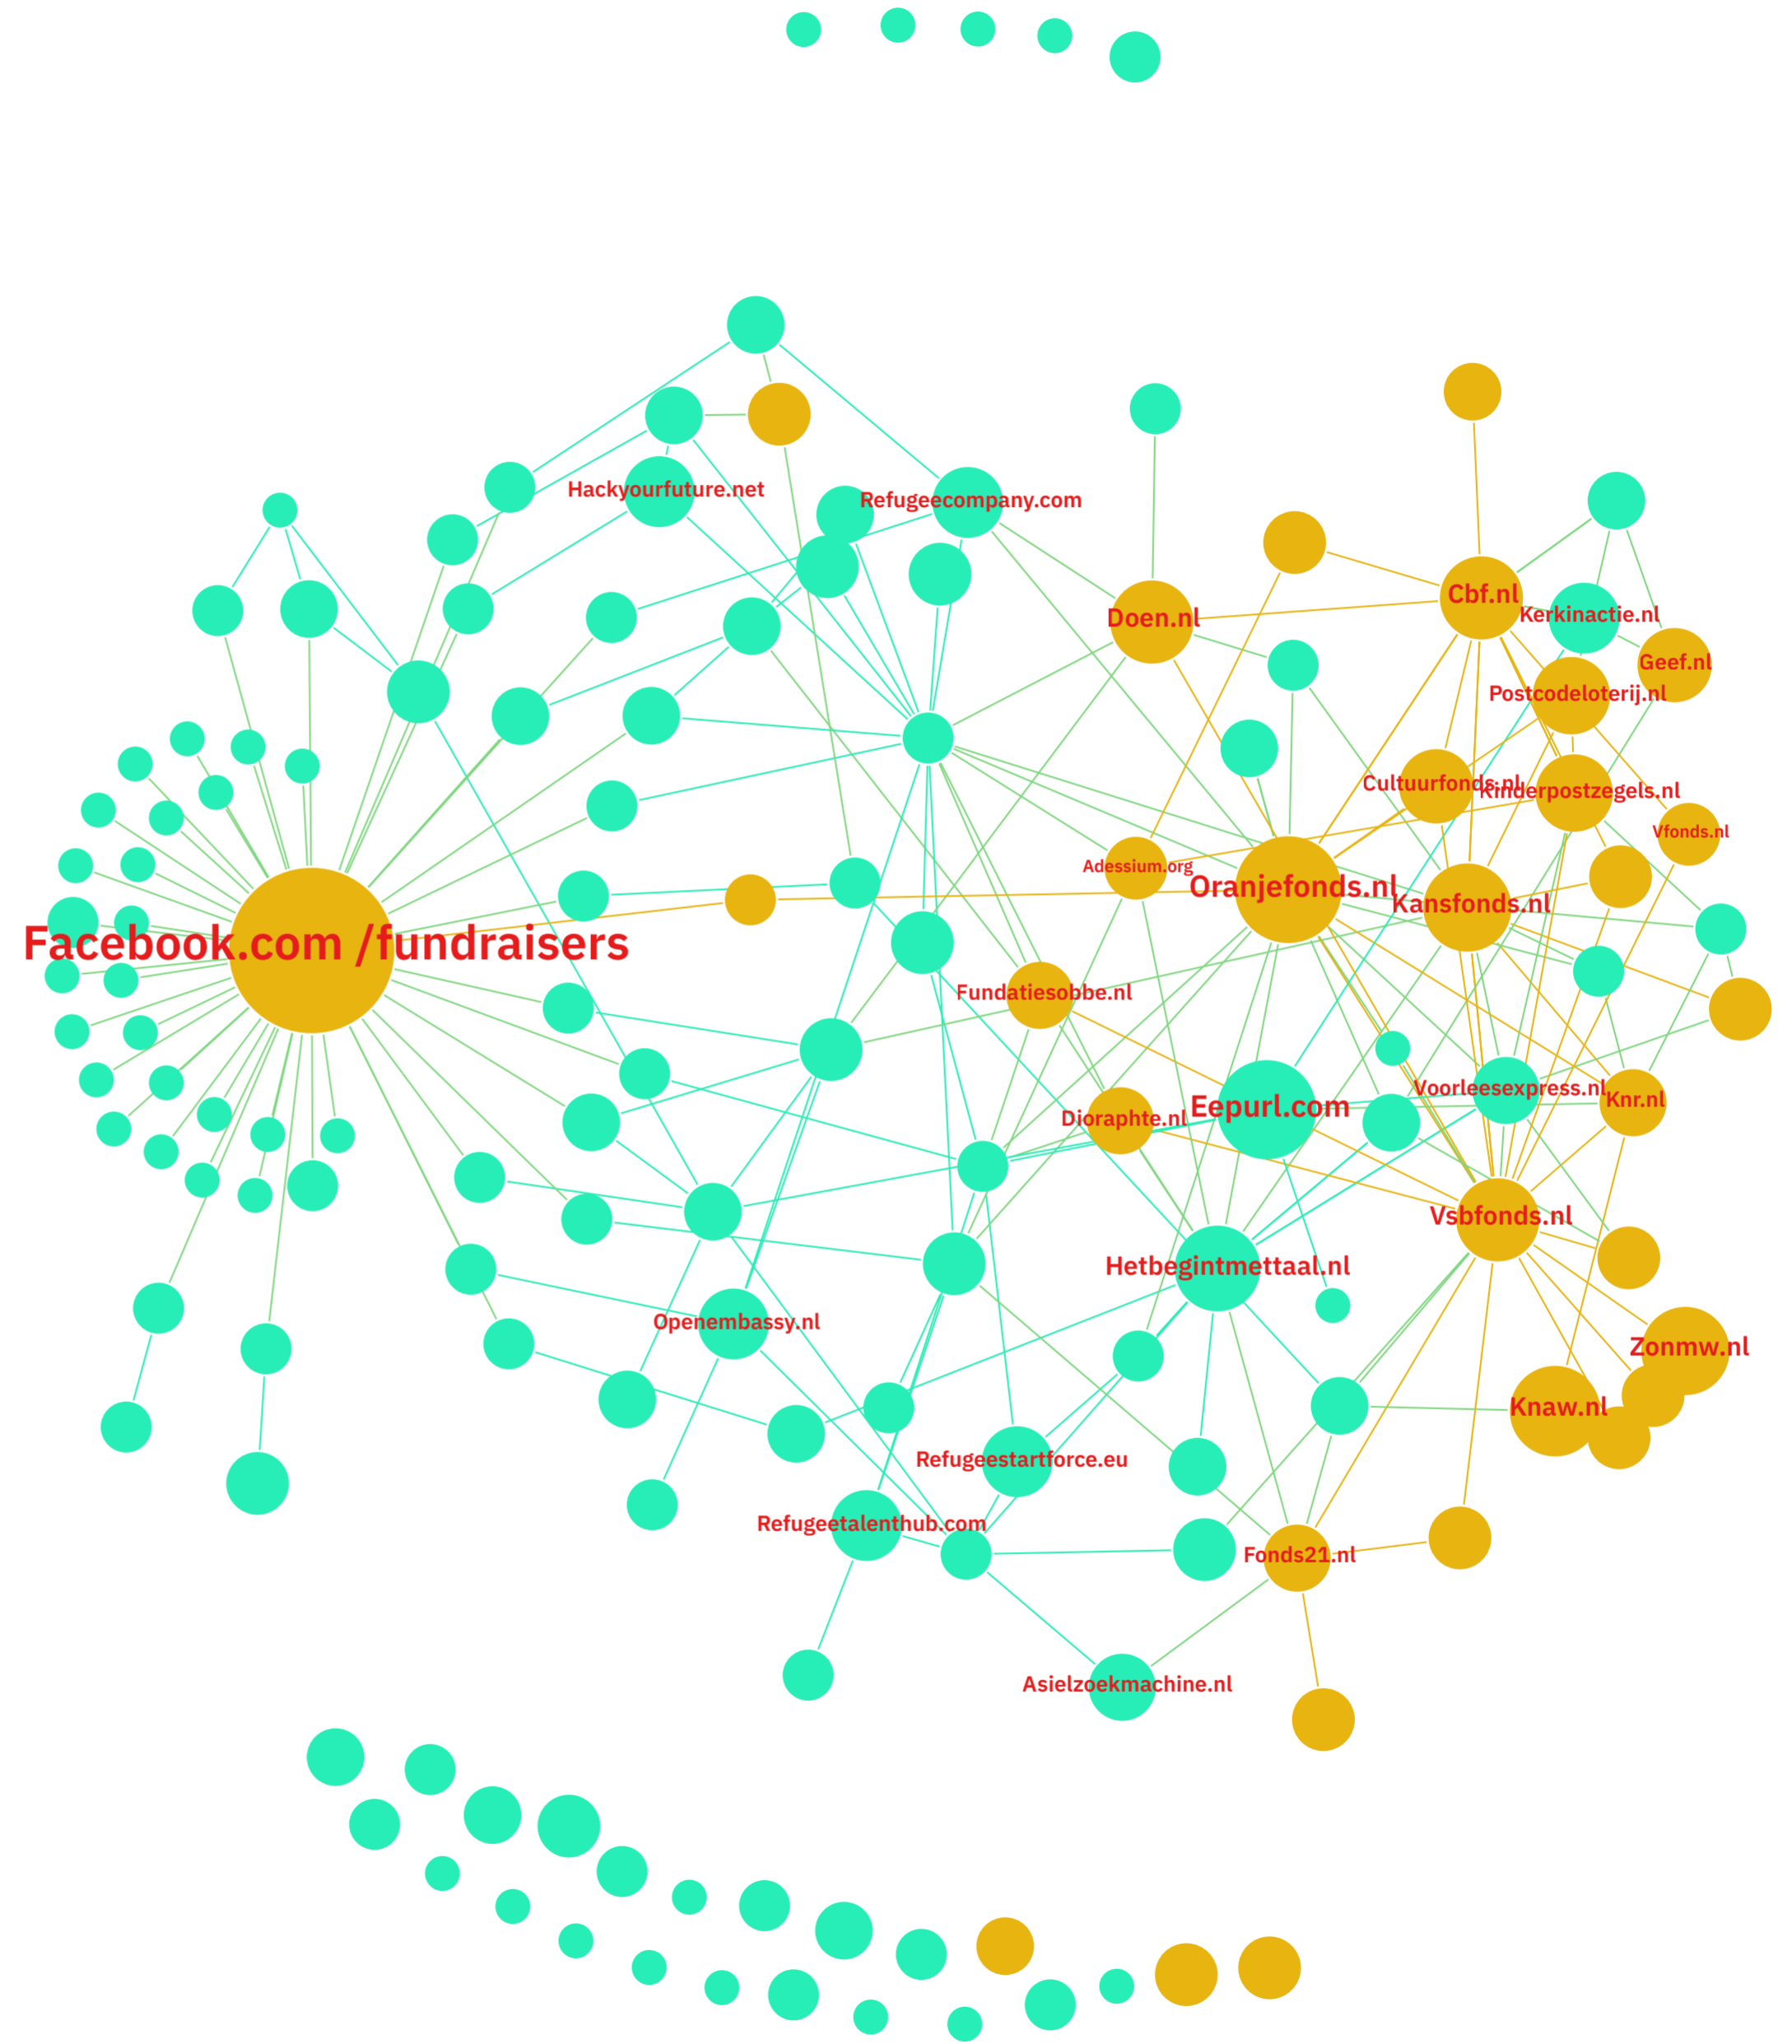 Hackyourfuture.net
Refugeecompany.com
Cbf.nl
Doen.nl
Kerkinactie.nl
Geef.nl
Postcodeloterij.nl
Cultuurfonds.nl
Kinderpostzegels.nl
Vfonds.nl
Adessium.org
Oranjefonds.nl
Kansfonds.nl
Facebook.com /fundraisers
Fundatiesobbe.nl
Voorleesexpress.nl
Knr.nl
Eepurl.com
Dioraphte.nl
Vsbfonds.nl
Hetbegintmettaal.nl
Openembassy.nl
Zonmw.nl
Knaw.nl
Refugeestartforce.eu
Refugeetalenthub.com
Fonds21.nl
Asielzoekmachine.nl